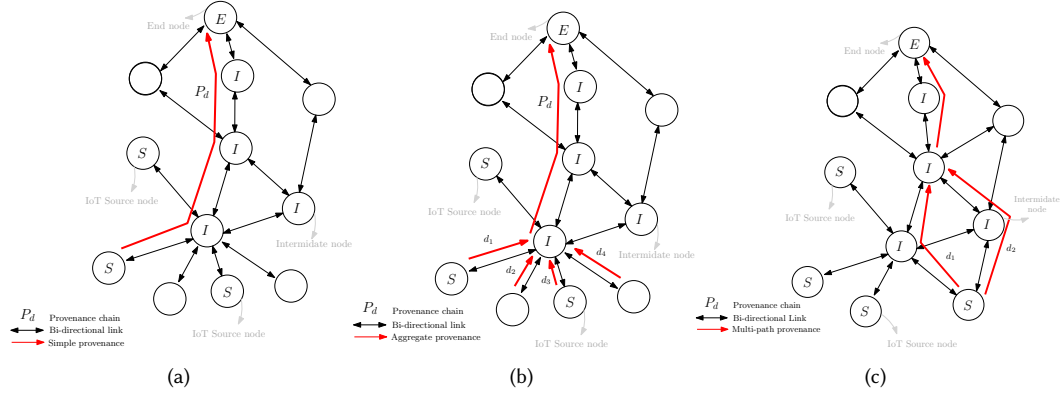 E
End node
I
P_d
S
I
IoT Source node
I
I
Intermidate node
S
S
IoT Source node
P_d Provenance chain
Bi-directional link
Simple provenance
(a)
E
End node
I
P_d
S
I
IoT Source node
I
I
d_1
d_4
Intermidate node
d_2
d_3
S
S
IoT Source node
P_d Provenance chain
Bi-directional link
Aggregate provenance
(b)
E
End node
I
I
S
Intermidate
node
I
IoT Source node
I
d_1
d_2
S
S
IoT Source node
P_d Provenance chain
Bi-directional Link
Multi-path provenance
(c)